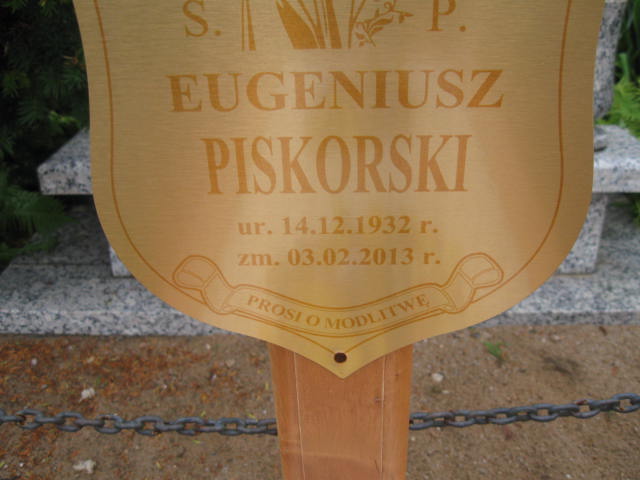 S. P.
EUGENIUSZ
PISKORSKI
ur. 14.12.1932 r.
zm. 03.02.2013 r.
PROSI O MODLITWĘ